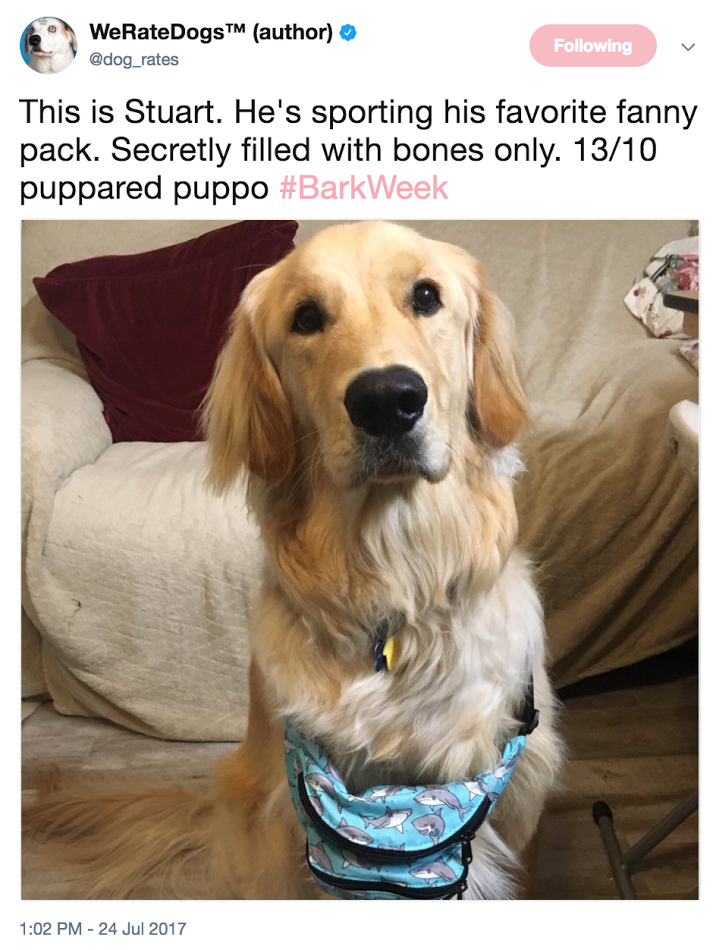 WeRateDogs™ (author)
@dog_rates
Following
This is Stuart. He's sporting his favorite fanny
pack. Secretly filled with bones only. 13/10
puppared puppo #BarkWeek
1:02 PM - 24 Jul 2017